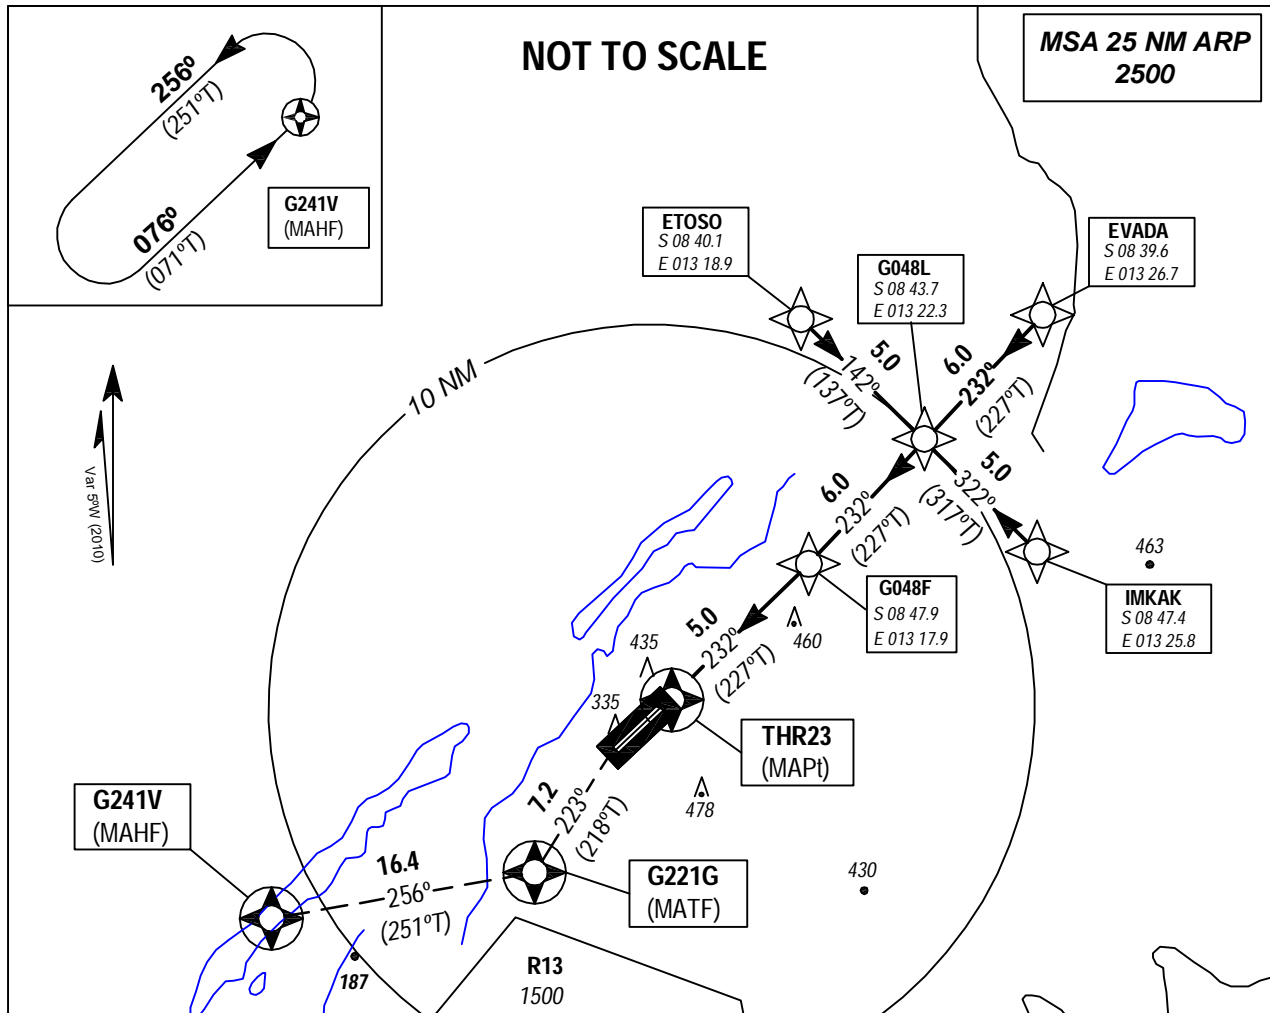 NOT TO SCALE
MSA 25 NM ARP
2500
256º
(251ºT)
076º
(071ºT)
G241V
(MAHF)
ETOSO
S 08 40.1
E 013 18.9
G048L
S 08 43.7
E 013 22.3
EVADA
S 08 39.6
E 013 26.7
10 NM
5.0
142º
(137ºT)
6.0
232º
(227ºT)
Var 5ºW (2010)
6.0
232º
(227ºT)
5.0
322º
(317ºT)
463
G048F
S 08 47.9
E 013 17.9
IMKAK
S 08 47.4
E 013 25.8
460
5.0
232º
(227ºT)
435
335
THR23
(MAPt)
478
7.2
223º
(218ºT)
G241V
(MAHF)
16.4
256º
(251ºT)
G221G
(MATF)
430
187
R13
1500